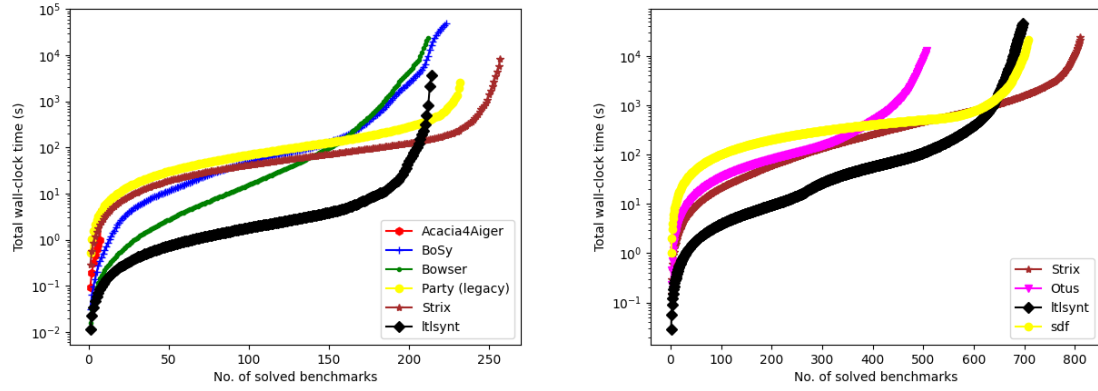 Total wall-clock time (s)
10^5
10^4
10^3
10^2
10^1
10^0
10^-1
10^-2
0 50 100 150 200 250
No. of solved benchmarks
Acacia4Aiger
BoSy
Bowser
Party (legacy)
Strix
ltlsynt
Total wall-clock time (s)
10^4
10^3
10^2
10^1
10^0
10^-1
0 100 200 300 400 500 600 700 800
No. of solved benchmarks
Strix
Otus
ltlsynt
sdf